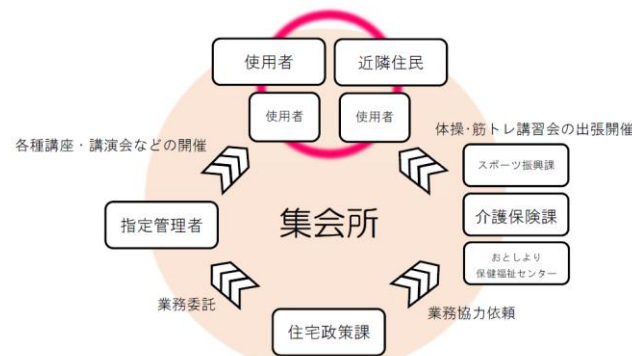 使用者
近隣住民
使用者
使用者
各種講座・講演会などの開催
体操・筋トレ講習会の出張開催
スポーツ振興課
指定管理者
集会所
介護保険課
おとしより
保健福祉センター
業務委託
業務協力依頼
住宅政策課